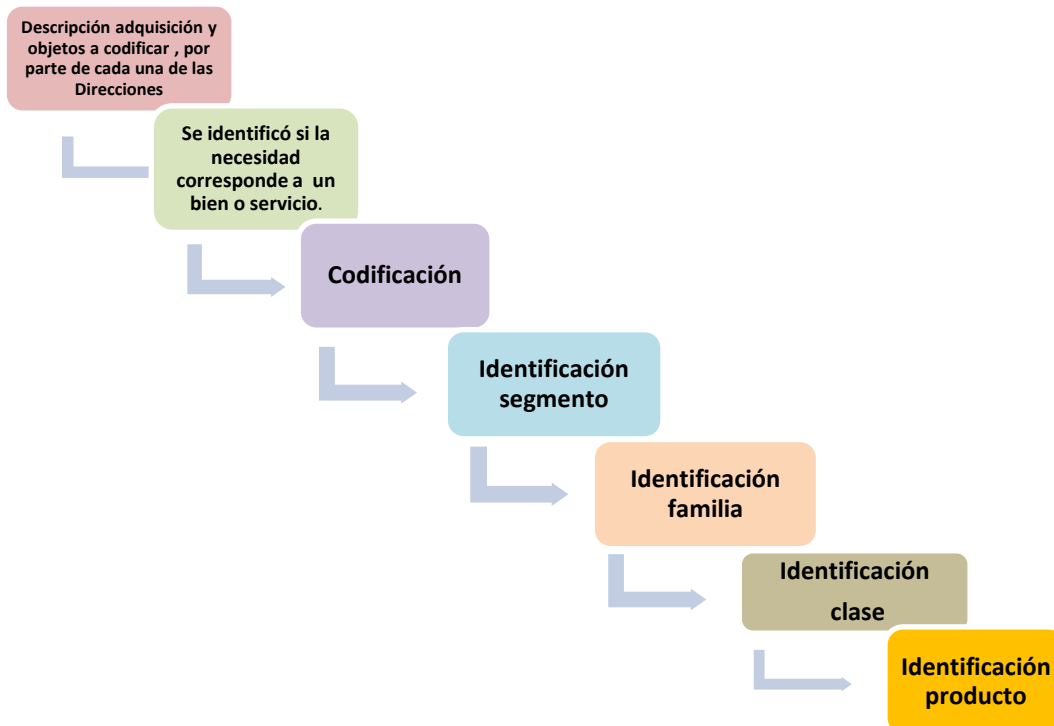 Descripción adquisición y
objetos a codificar , por
parte de cada una de las
Direcciones
Se identificó si la
necesidad
corresponde a un
bien o servicio.
Codificación
Identificación
segmento
Identificación
familia
Identificación
clase
Identificación
producto